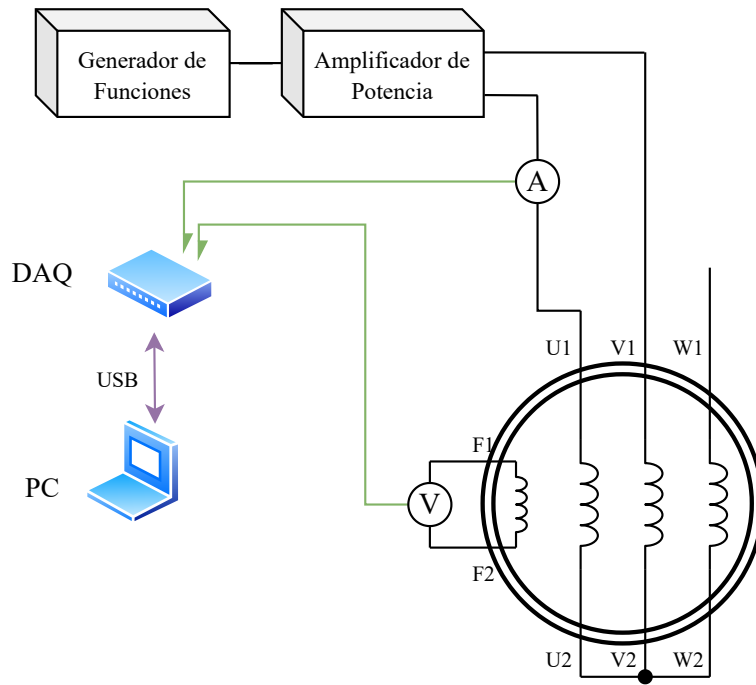 Generador de
Funciones
Amplificador de
Potencia
A
DAQ
USB
PC
U1
V1
W1
F1
V
F2
U2
V2
W2